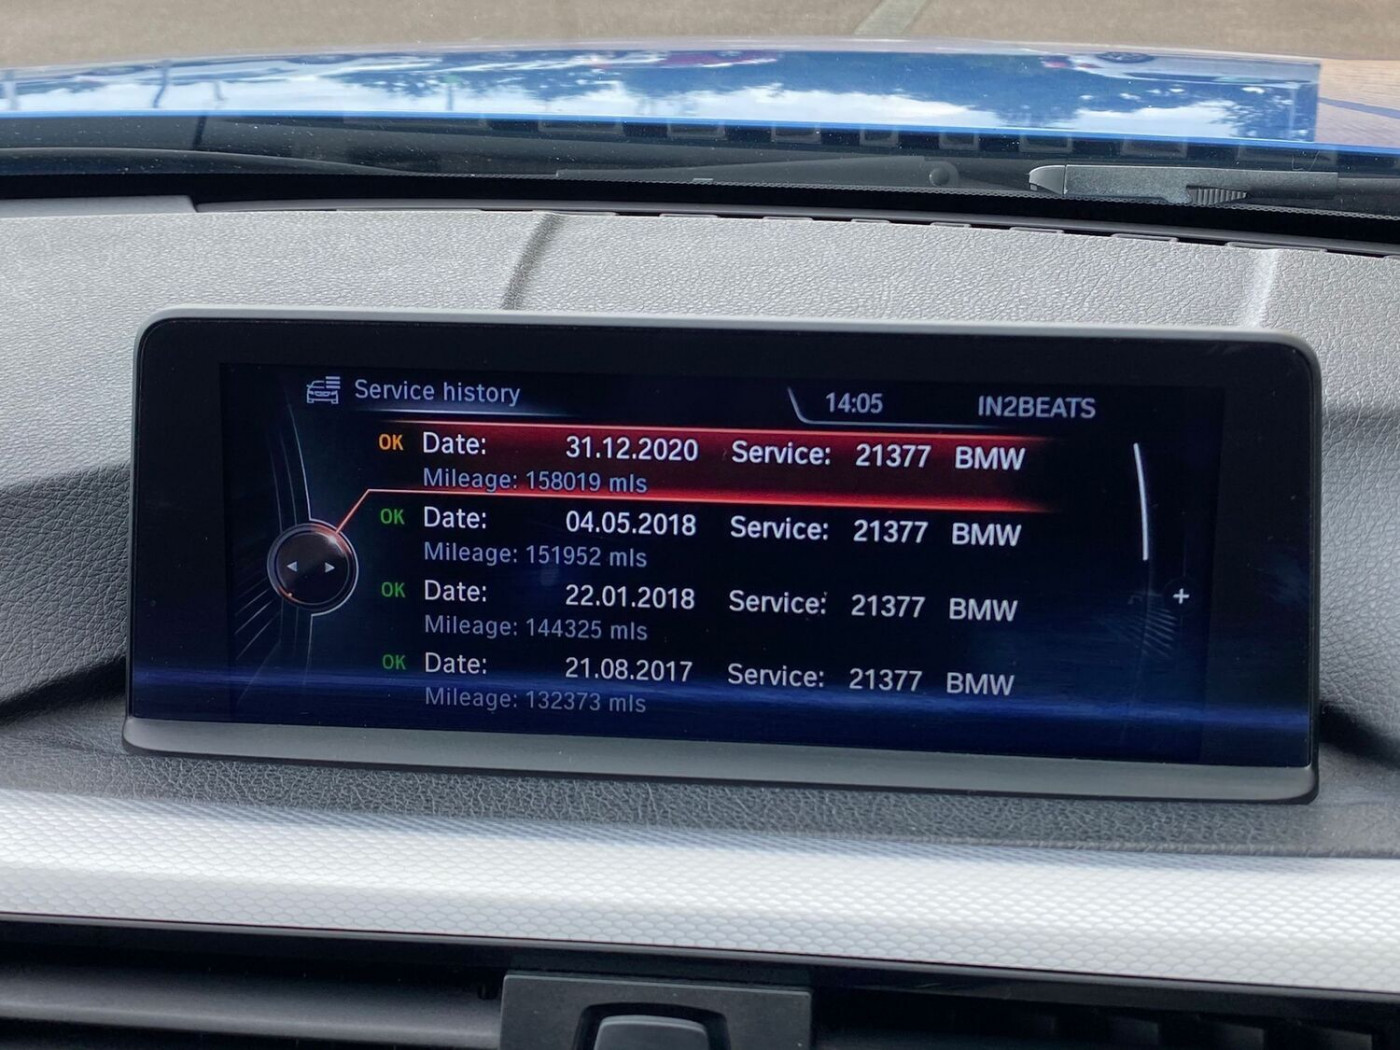 Service history 14:05 IN2BEATS
OK Date: 31.12.2020 Service: 21377 BMW
Mileage: 158019 mls
OK Date: 04.05.2018 Service: 21377 BMW
Mileage: 151952 mls
OK Date: 22.01.2018 Service: 21377 BMW
Mileage: 144325 mls
OK Date: 21.08.2017 Service: 21377 BMW
Mileage: 132373 mls